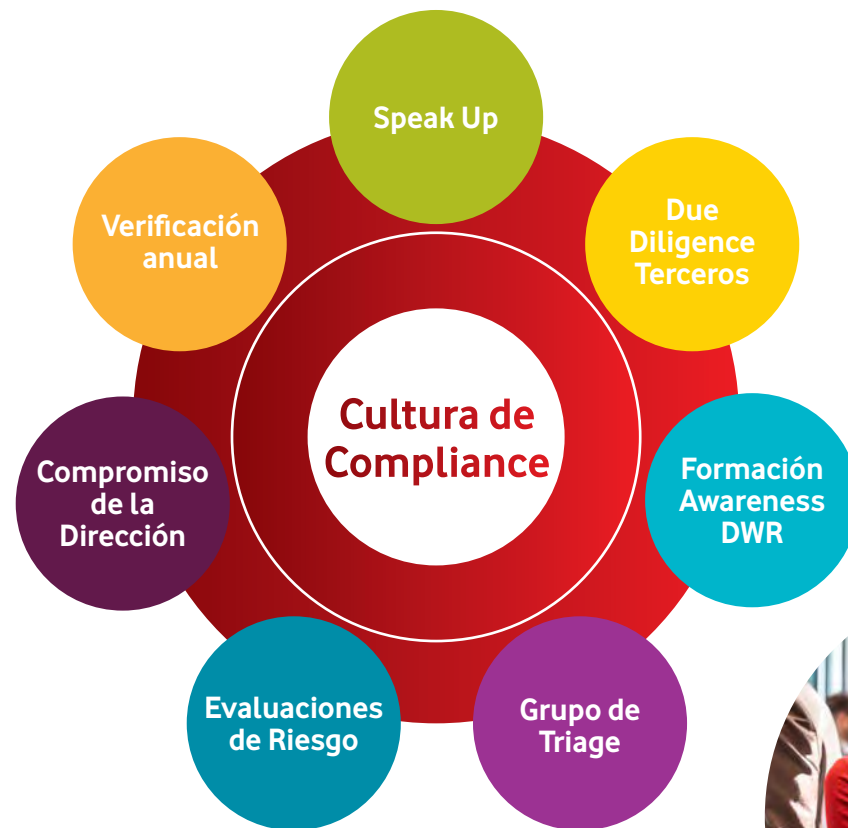 Speak Up
Due
Diligence
Terceros
Formación
Awareness
DWR
Grupo de
Triage
Evaluaciones
de Riesgo
Compromiso
de la
Dirección
Verificación
anual
Cultura de
Compliance